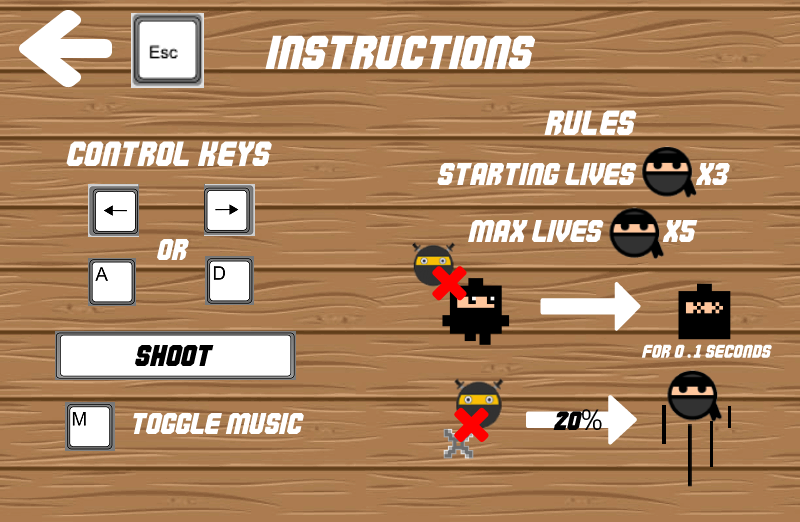 Esc
INSTRUCTIONS
CONTROL KEYS
← →
OR
A D
SHOOT
M TOGGLE MUSIC
RULES
STARTING LIVES X3
MAX LIVES X5
FOR 0.1 SECONDS
20%